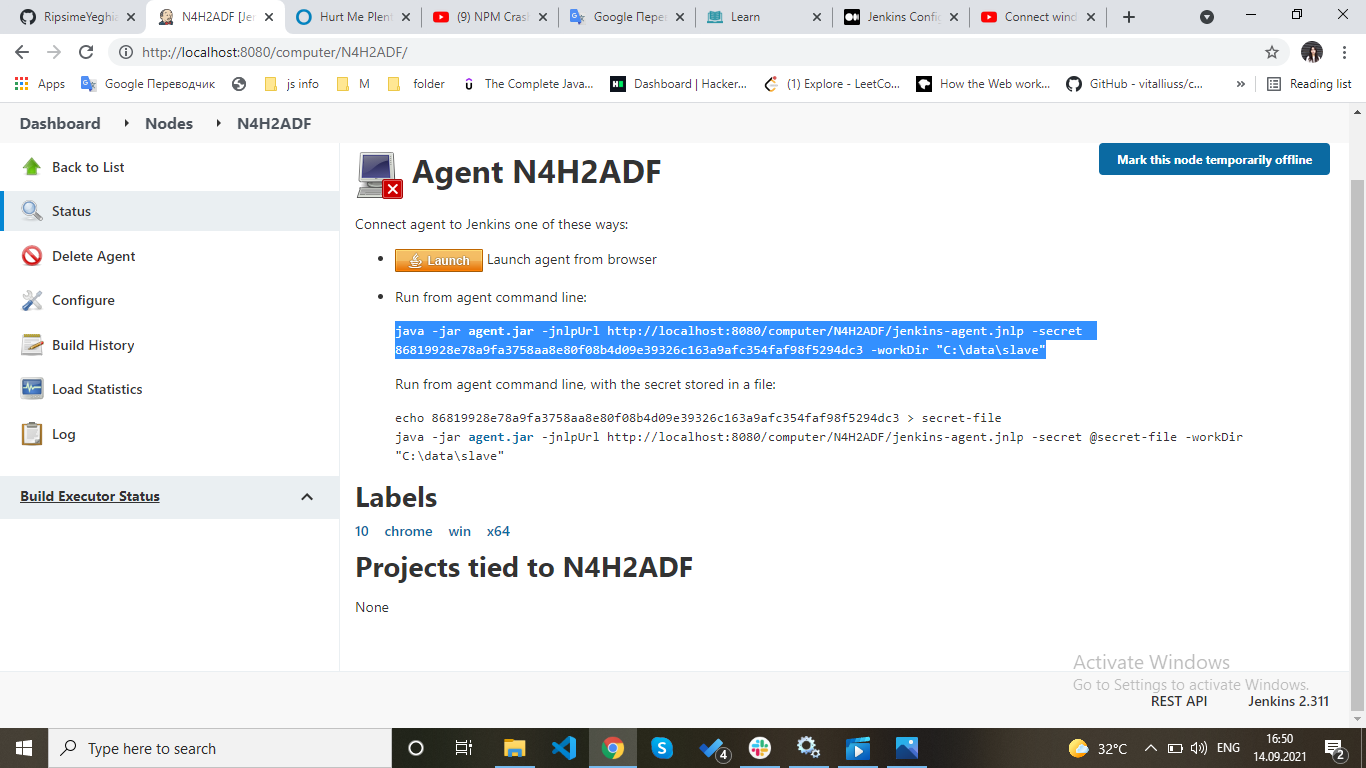 RipsimeYeghia
N4H2ADF [Jen
Hurt Me Plent
(9) NPM Crash
Google Пере
Learn
Jenkins Config
Connect wind
http://localhost:8080/computer/N4H2ADF/
Apps
Google Переводчик
js info
M
folder
The Complete Java...
Dashboard | Hacker...
(1) Explore - LeetCo...
How the Web work...
GitHub - vitalliuss/c...
»
Reading list
Dashboard
Nodes
N4H2ADF
Back to List
Status
Delete Agent
Configure
Build History
Load Statistics
Log
Build Executor Status
Agent N4H2ADF
Mark this node temporarily offline
Connect agent to Jenkins one of these ways:
Launch Launch agent from browser
Run from agent command line:
java -jar agent.jar -jnlpUrl http://localhost:8080/computer/N4H2ADF/jenkins-agent.jnlp -secret
86819928e78a9fa3758aa8e80f08b4d09e39326c163a9afc354faf98f5294dc3 -workDir "C:\data\slave"
Run from agent command line, with the secret stored in a file:
echo 86819928e78a9fa3758aa8e80f08b4d09e39326c163a9afc354faf98f5294dc3 > secret-file
java -jar agent.jar -jnlpUrl http://localhost:8080/computer/N4H2ADF/jenkins-agent.jnlp -secret @secret-file -workDir
"C:\data\slave"
Labels
10 chrome win x64
Projects tied to N4H2ADF
None
Activate Windows
Go to Settings to activate Windows.
REST API
Jenkins 2.311
Type here to search
4
32°C
ENG
16:50
14.09.2021
2